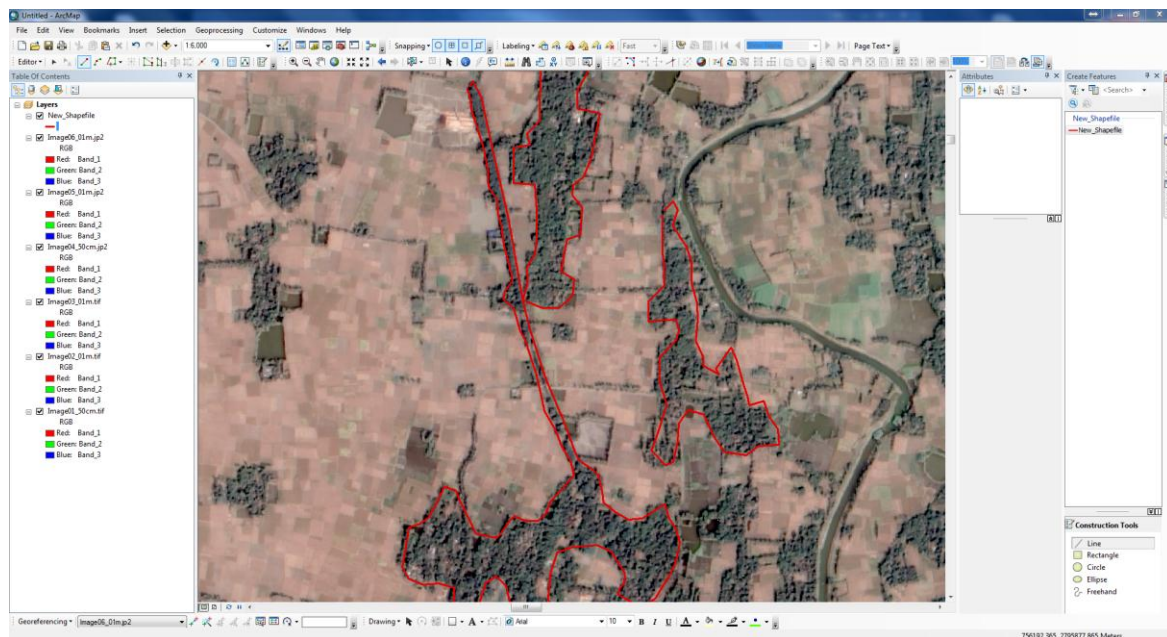 Untitled - ArcMap
File Edit View Bookmarks Insert Selection Geoprocessing Customize Windows Help
1:6.000 Snapping Labeling Fast Page Text
Editor
Table Of Contents
Layers
New_Shapefile
Image06_01m.jp2
RGB
Red: Band_1
Green: Band_2
Blue: Band_3
Image05_01m.jp2
RGB
Red: Band_1
Green: Band_2
Blue: Band_3
Image04_50cm.jp2
RGB
Red: Band_1
Green: Band_2
Blue: Band_3
Image03_01m.tif
RGB
Red: Band_1
Green: Band_2
Blue: Band_3
Image02_01m.tif
RGB
Red: Band_1
Green: Band_2
Blue: Band_3
Image01_50cm.tif
RGB
Red: Band_1
Green: Band_2
Blue: Band_3
Attributes
Create Features
<Search>
New_Shapefile
New_Shapefile
Construction Tools
Line
Rectangle
Circle
Ellipse
Freehand
Georeferencing Image06_01m.jp2 Drawing A Arial 10 B I U A
756192.365 2795877.865 Meters